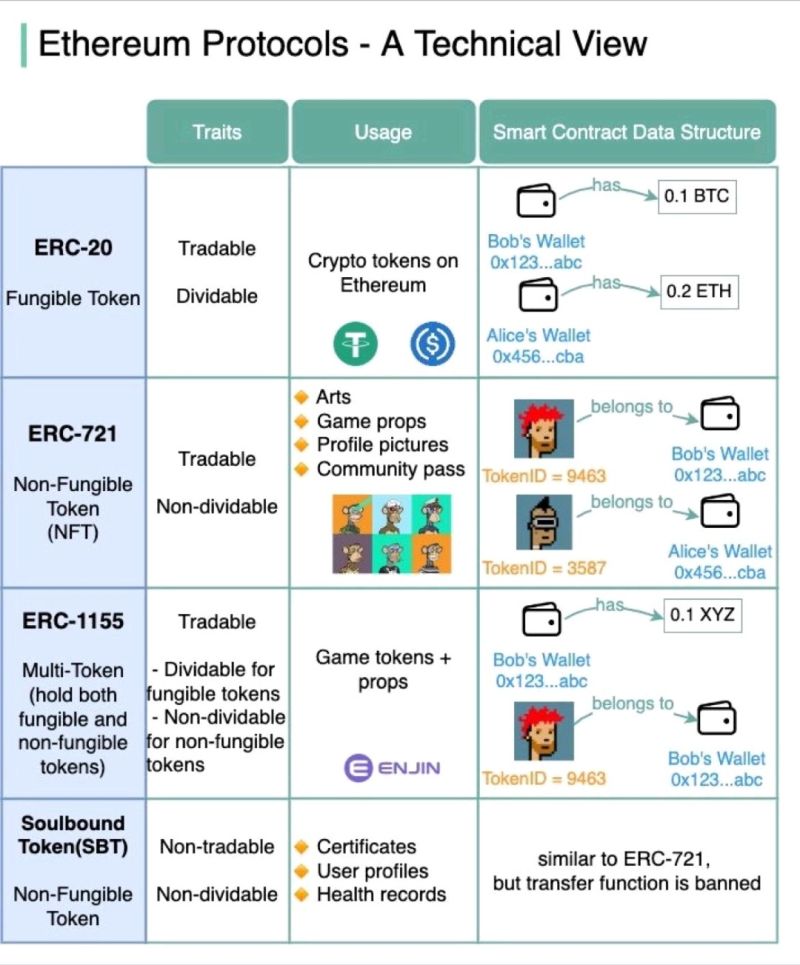 Ethereum Protocols - A Technical View
Traits
Usage
Smart Contract Data Structure
ERC-20
Fungible Token
Tradable
Dividable
Crypto tokens on
Ethereum
has
0.1 BTC
Bob's Wallet
0x123...abc
has
0.2 ETH
Alice's Wallet
0x456...cba
ERC-721
Non-Fungible
Token
(NFT)
Tradable
Non-dividable
Arts
Game props
Profile pictures
Community pass
belongs to
Bob's Wallet
0x123...abc
TokenID = 9463
belongs to
Alice's Wallet
0x456...cba
TokenID = 3587
ERC-1155
Multi-Token
(hold both
fungible and
non-fungible
tokens)
Tradable
- Dividable for
fungible tokens
- Non-dividable
for non-fungible
tokens
Game tokens +
props
ENJIN
has
0.1 XYZ
Bob's Wallet
0x123...abc
belongs to
TokenID = 9463
Bob's Wallet
0x123...abc
Soulbound
Token(SBT)
Non-Fungible
Token
Non-tradable
Non-dividable
Certificates
User profiles
Health records
similar to ERC-721,
but transfer function is banned